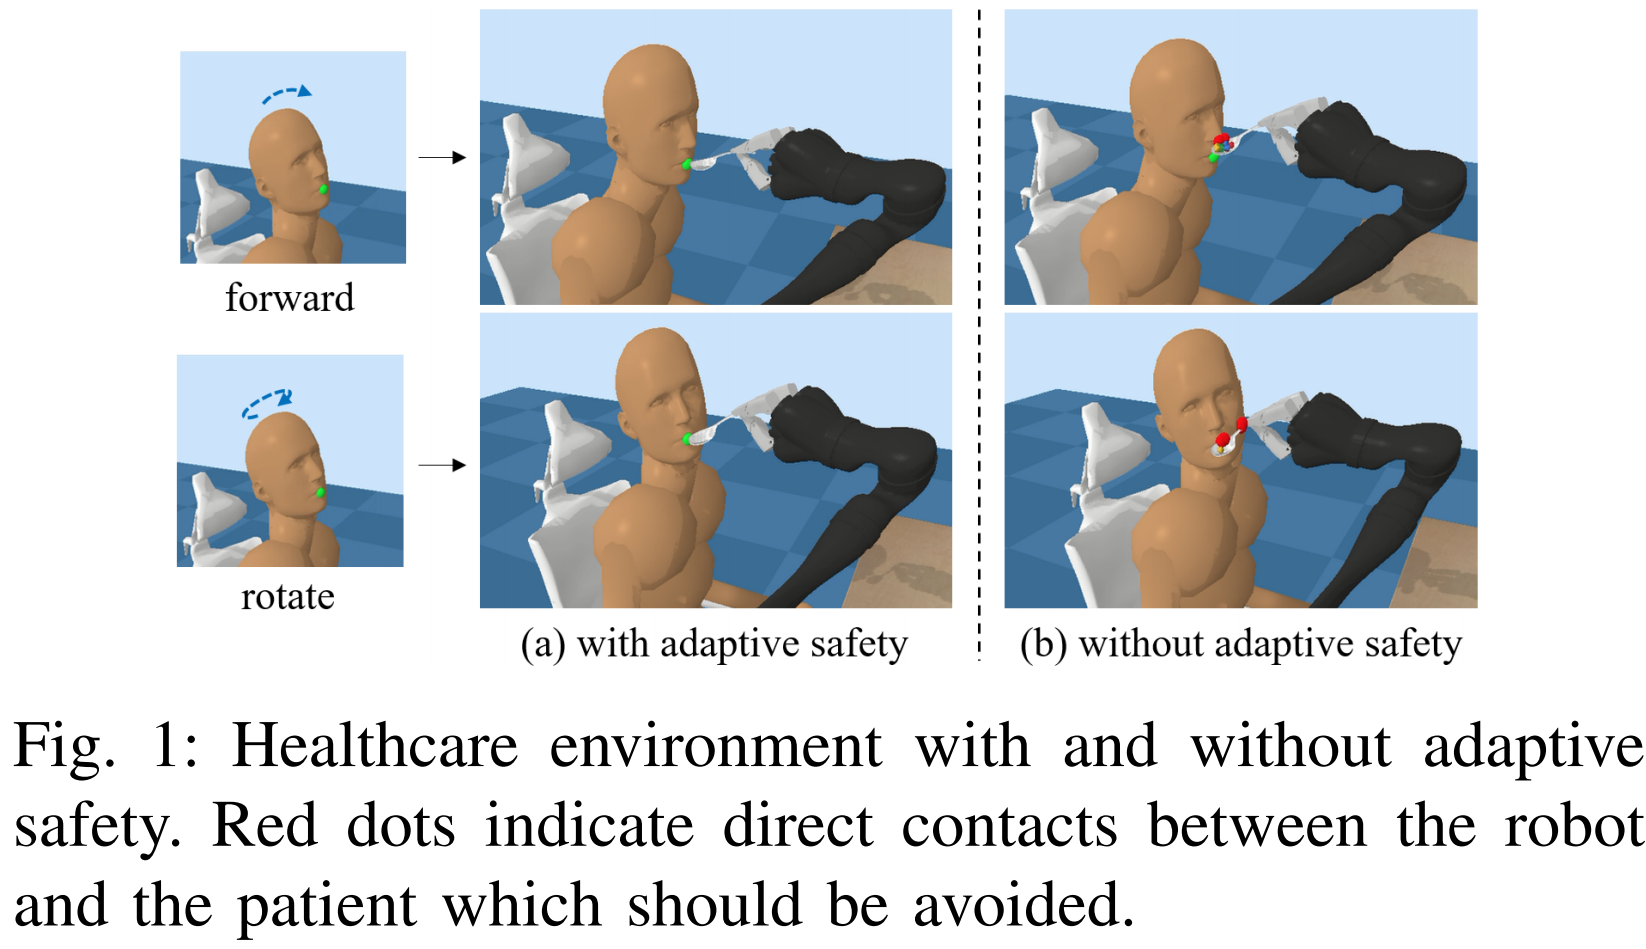 forward
rotate
(a) with adaptive safety
(b) without adaptive safety
Fig. 1: Healthcare environment with and without adaptive
safety. Red dots indicate direct contacts between the robot
and the patient which should be avoided.